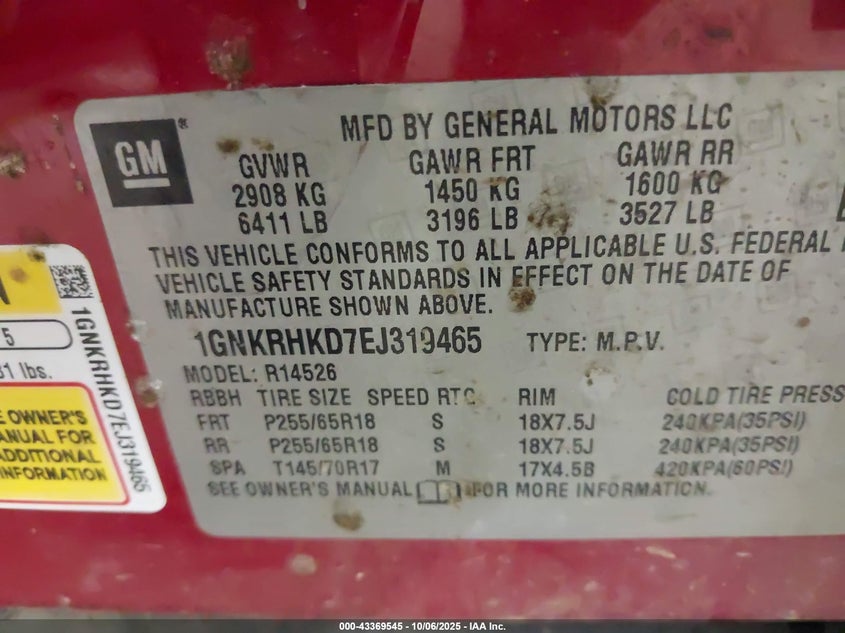 GM ®
MFD BY GENERAL MOTORS LLC
GVWR GAWR FRT GAWR RR
2908 KG 1450 KG 1600 KG
6411 LB 3196 LB 3527 LB
THIS VEHICLE CONFORMS TO ALL APPLICABLE U.S. FEDERAL
VEHICLE SAFETY STANDARDS IN EFFECT ON THE DATE OF
MANUFACTURE SHOWN ABOVE.
1GNKRHKD7EJ319465 TYPE: M.P.V.
MODEL: R14526
RBBH TIRE SIZE SPEED RTG RIM COLD TIRE PRESS
FRT P255/65R18 S 18X7.5J 240KPA(35PSI)
RR P255/65R18 S 18X7.5J 240KPA(35PSI)
SPA T145/70R17 M 17X4.5B 420KPA(60PSI)
SEE OWNER'S MANUAL FOR MORE INFORMATION.
5
31 lbs.
E OWNER'S
MANUAL FOR
ADDITIONAL
INFORMATION
1GNKRHKD7EJ319465
000-43369545 - 10/06/2025 - IAA Inc.